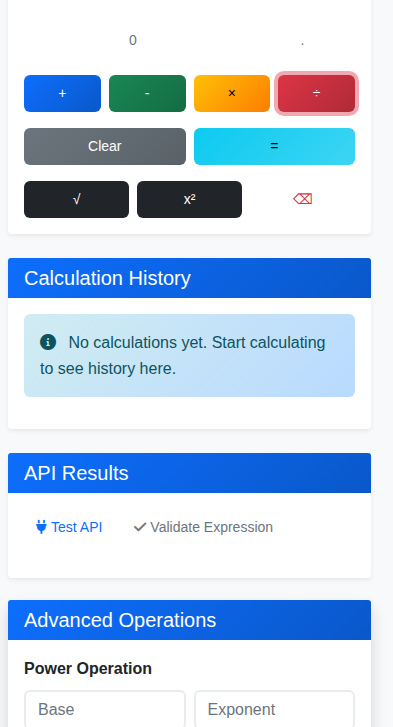 0 .
+ - × ÷
Clear =
√ x² ⌫
Calculation History
No calculations yet. Start calculating
to see history here.
API Results
Test API Validate Expression
Advanced Operations
Power Operation
Base Exponent